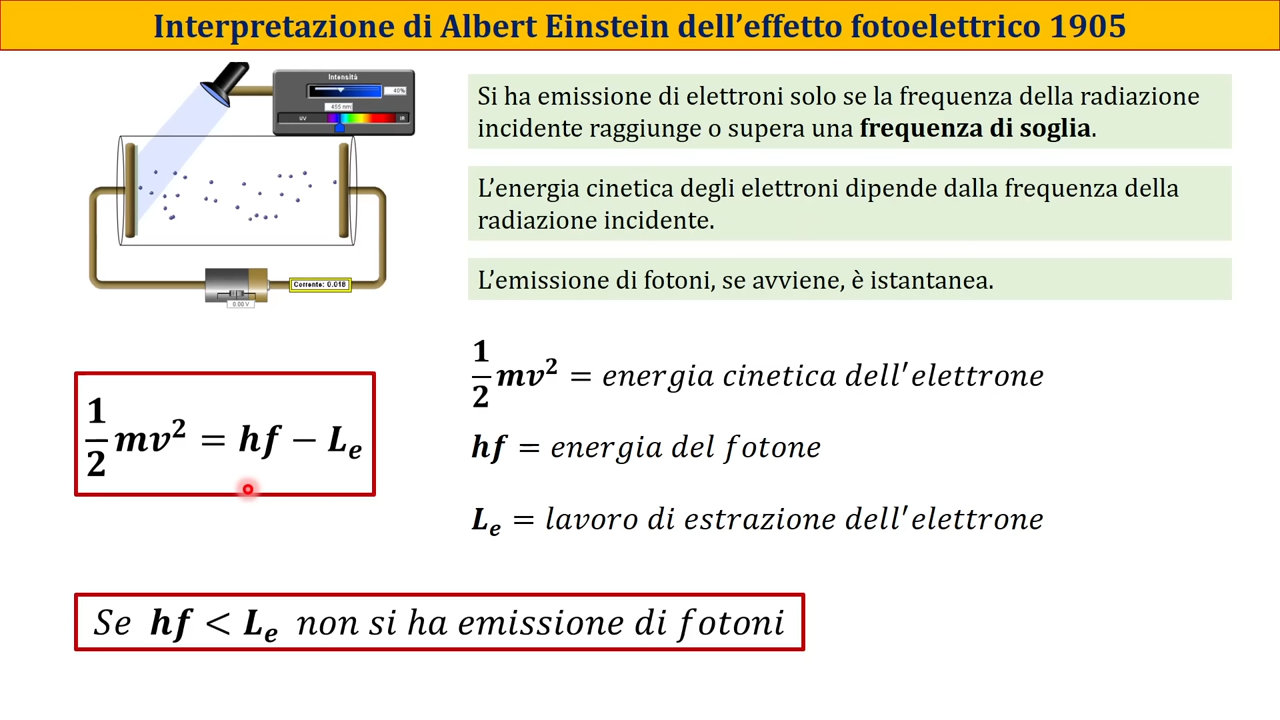 Interpretazione di Albert Einstein dell’effetto fotoelettrico 1905
Intensità
40%
455 nm
UV
IR
Corrente: 0.018
0.00 V
Si ha emissione di elettroni solo se la frequenza della radiazione
incidente raggiunge o supera una frequenza di soglia.
L’energia cinetica degli elettroni dipende dalla frequenza della
radiazione incidente.
L’emissione di fotoni, se avviene, è istantanea.
½ mv² = hf − Lₑ
½ mv² = energia cinetica dell′elettrone
hf = energia del fotone
Lₑ = lavoro di estrazione dell′elettrone
Se hf < Lₑ non si ha emissione di fotoni